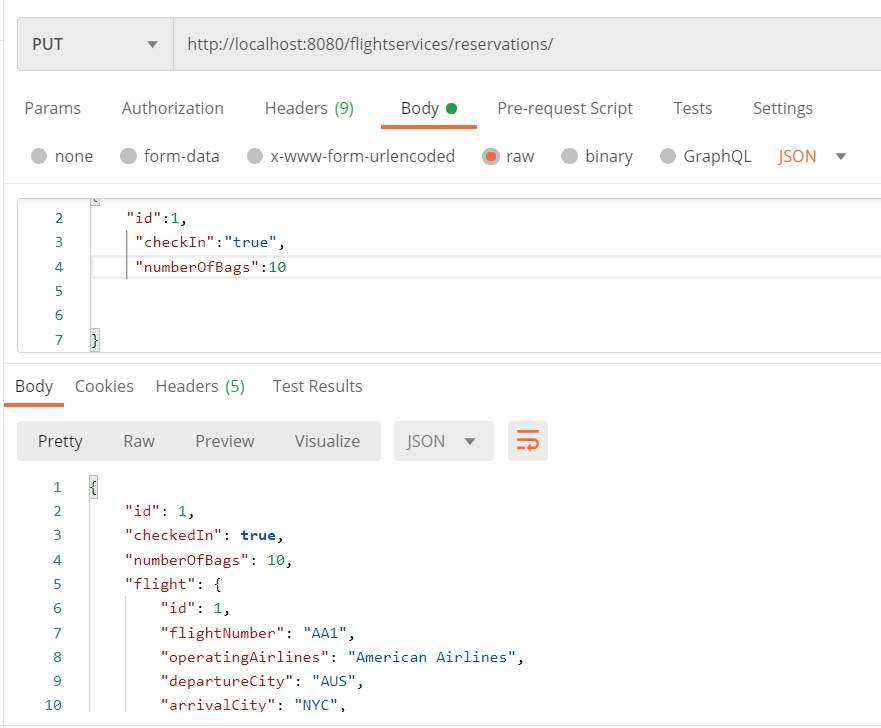 PUT http://localhost:8080/flightservices/reservations/
Params Authorization Headers (9) Body Pre-request Script Tests Settings
none form-data x-www-form-urlencoded raw binary GraphQL JSON
{
2 "id":1,
3 "checkIn":"true",
4 "numberOfBags":10
5
6
7 }
Body Cookies Headers (5) Test Results
Pretty Raw Preview Visualize JSON
1 {
2 "id": 1,
3 "checkedIn": true,
4 "numberOfBags": 10,
5 "flight": {
6 "id": 1,
7 "flightNumber": "AA1",
8 "operatingAirlines": "American Airlines",
9 "departureCity": "AUS",
10 "arrivalCity": "NYC",